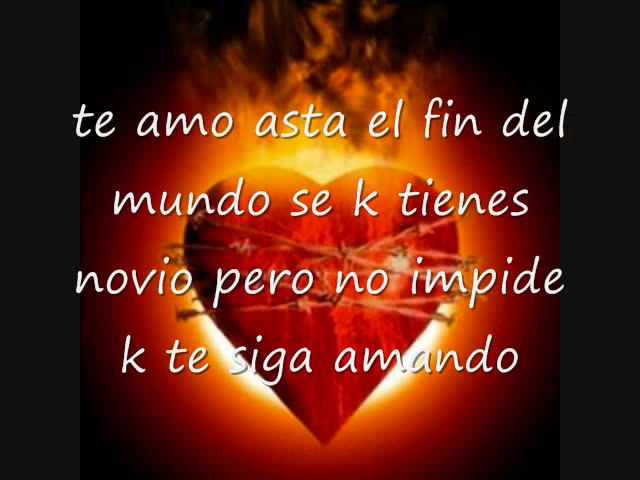 te amo asta el fin del
mundo se k tienes
novio pero no impide
k te siga amando